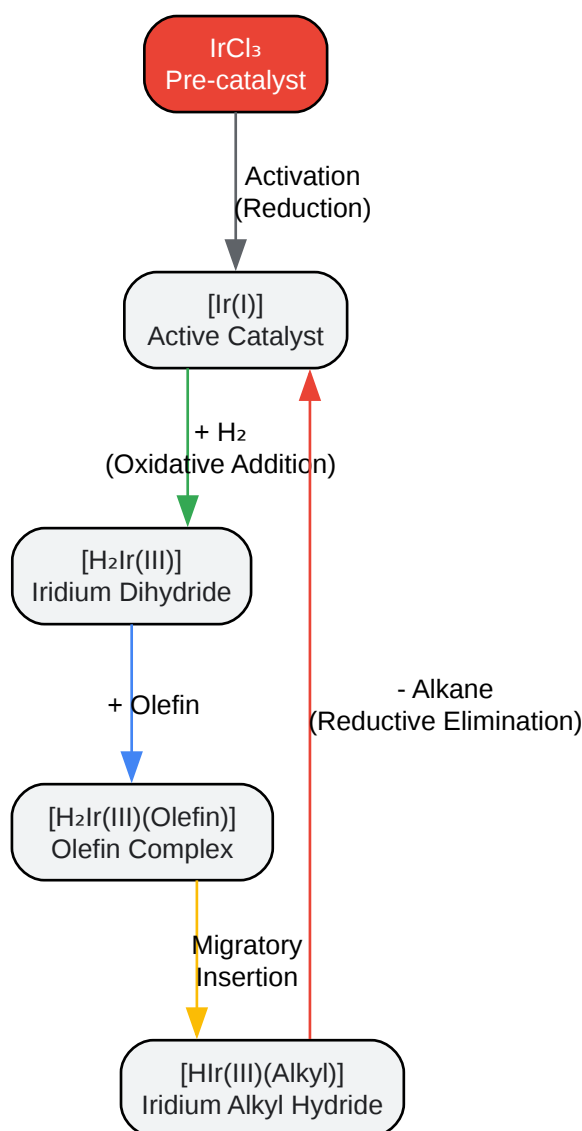 IrCl₃
Pre-catalyst
Activation
(Reduction)
[Ir(I)]
Active Catalyst
+ H₂
(Oxidative Addition)
[H₂Ir(III)]
Iridium Dihydride
- Alkane
(Reductive Elimination)
+ Olefin
[H₂Ir(III)(Olefin)]
Olefin Complex
Migratory
Insertion
[HIr(III)(Alkyl)]
Iridium Alkyl Hydride